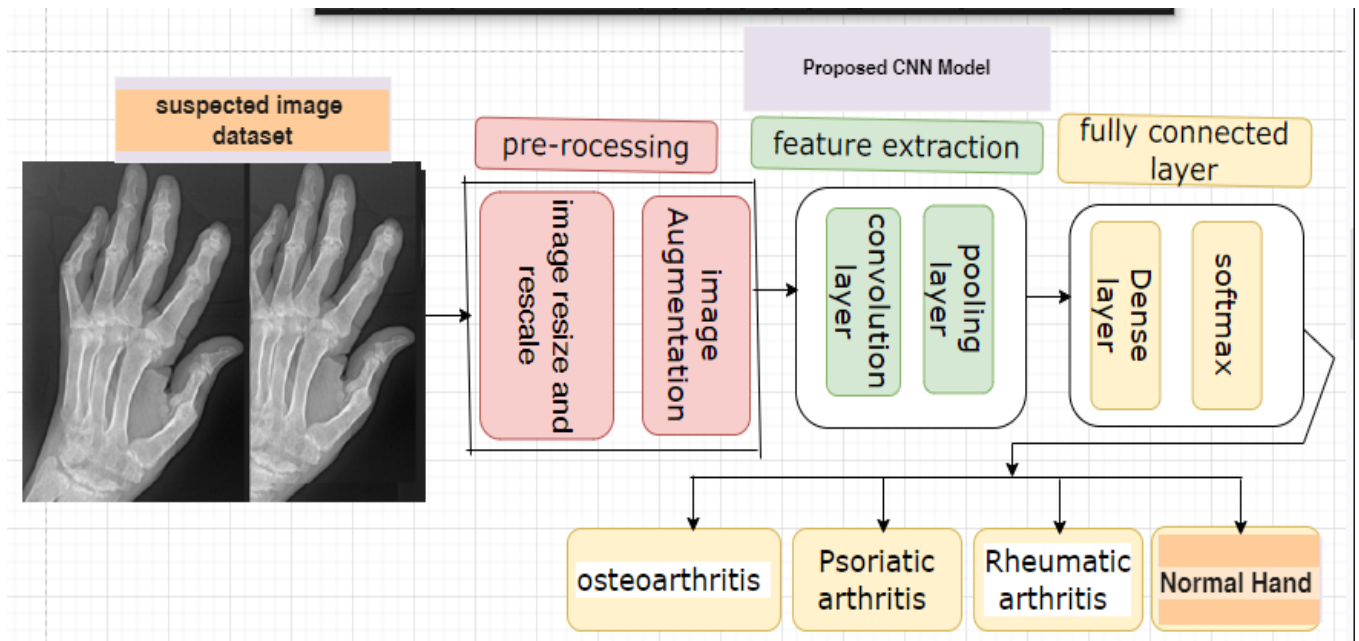 Proposed CNN Model
suspected image
dataset
pre-rocessing
feature extraction
fully connected
layer
image resize and
rescale
image
Augmentation
convolution
layer
pooling
layer
Dense
layer
softmax
osteoarthritis
Psoriatic
arthritis
Rheumatic
arthritis
Normal Hand